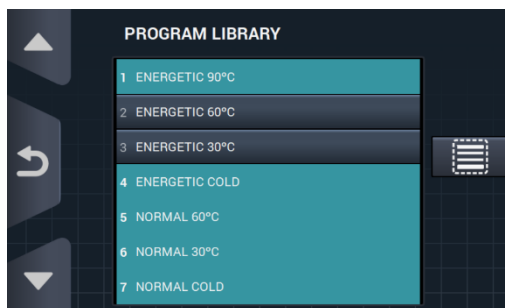 PROGRAM LIBRARY
1 ENERGETIC 90ºC
2 ENERGETIC 60ºC
3 ENERGETIC 30ºC
4 ENERGETIC COLD
5 NORMAL 60ºC
6 NORMAL 30ºC
7 NORMAL COLD